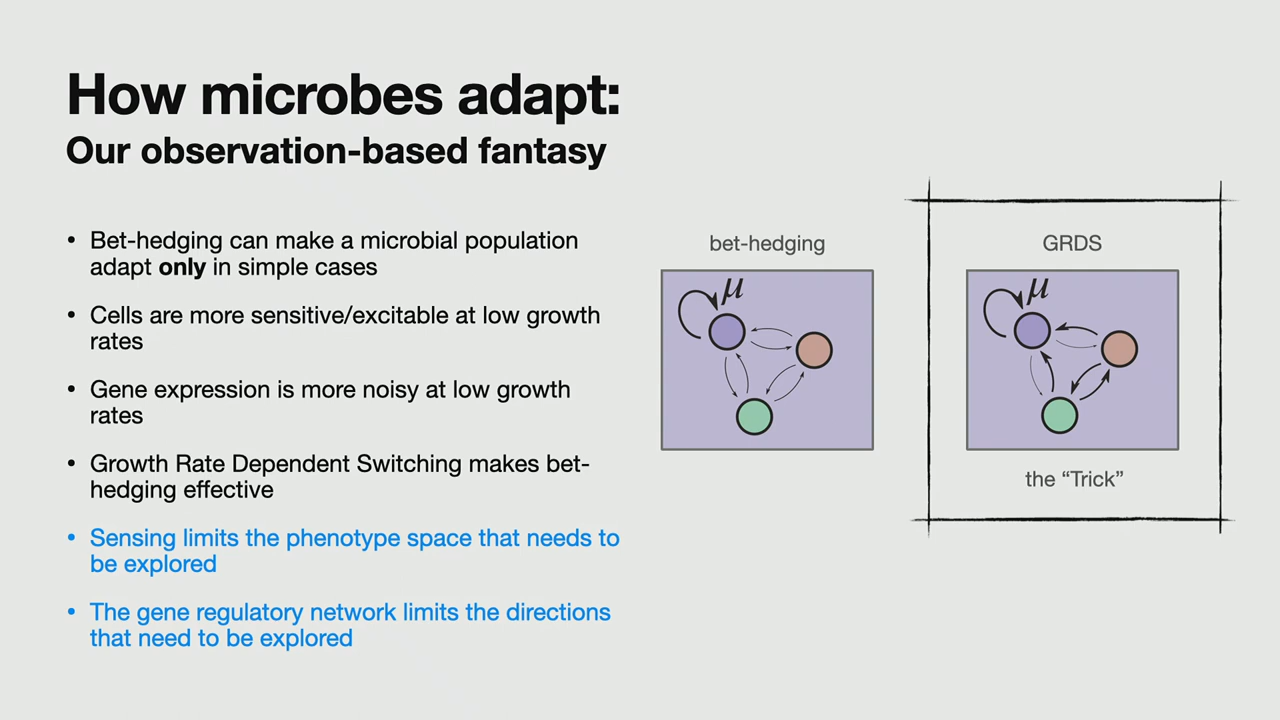 How microbes adapt:
Our observation-based fantasy
• Bet-hedging can make a microbial population
adapt only in simple cases
• Cells are more sensitive/excitable at low growth
rates
• Gene expression is more noisy at low growth
rates
• Growth Rate Dependent Switching makes bet-
hedging effective
• Sensing limits the phenotype space that needs to
be explored
• The gene regulatory network limits the directions
that need to be explored
bet-hedging
μ
GRDS
μ
the “Trick”